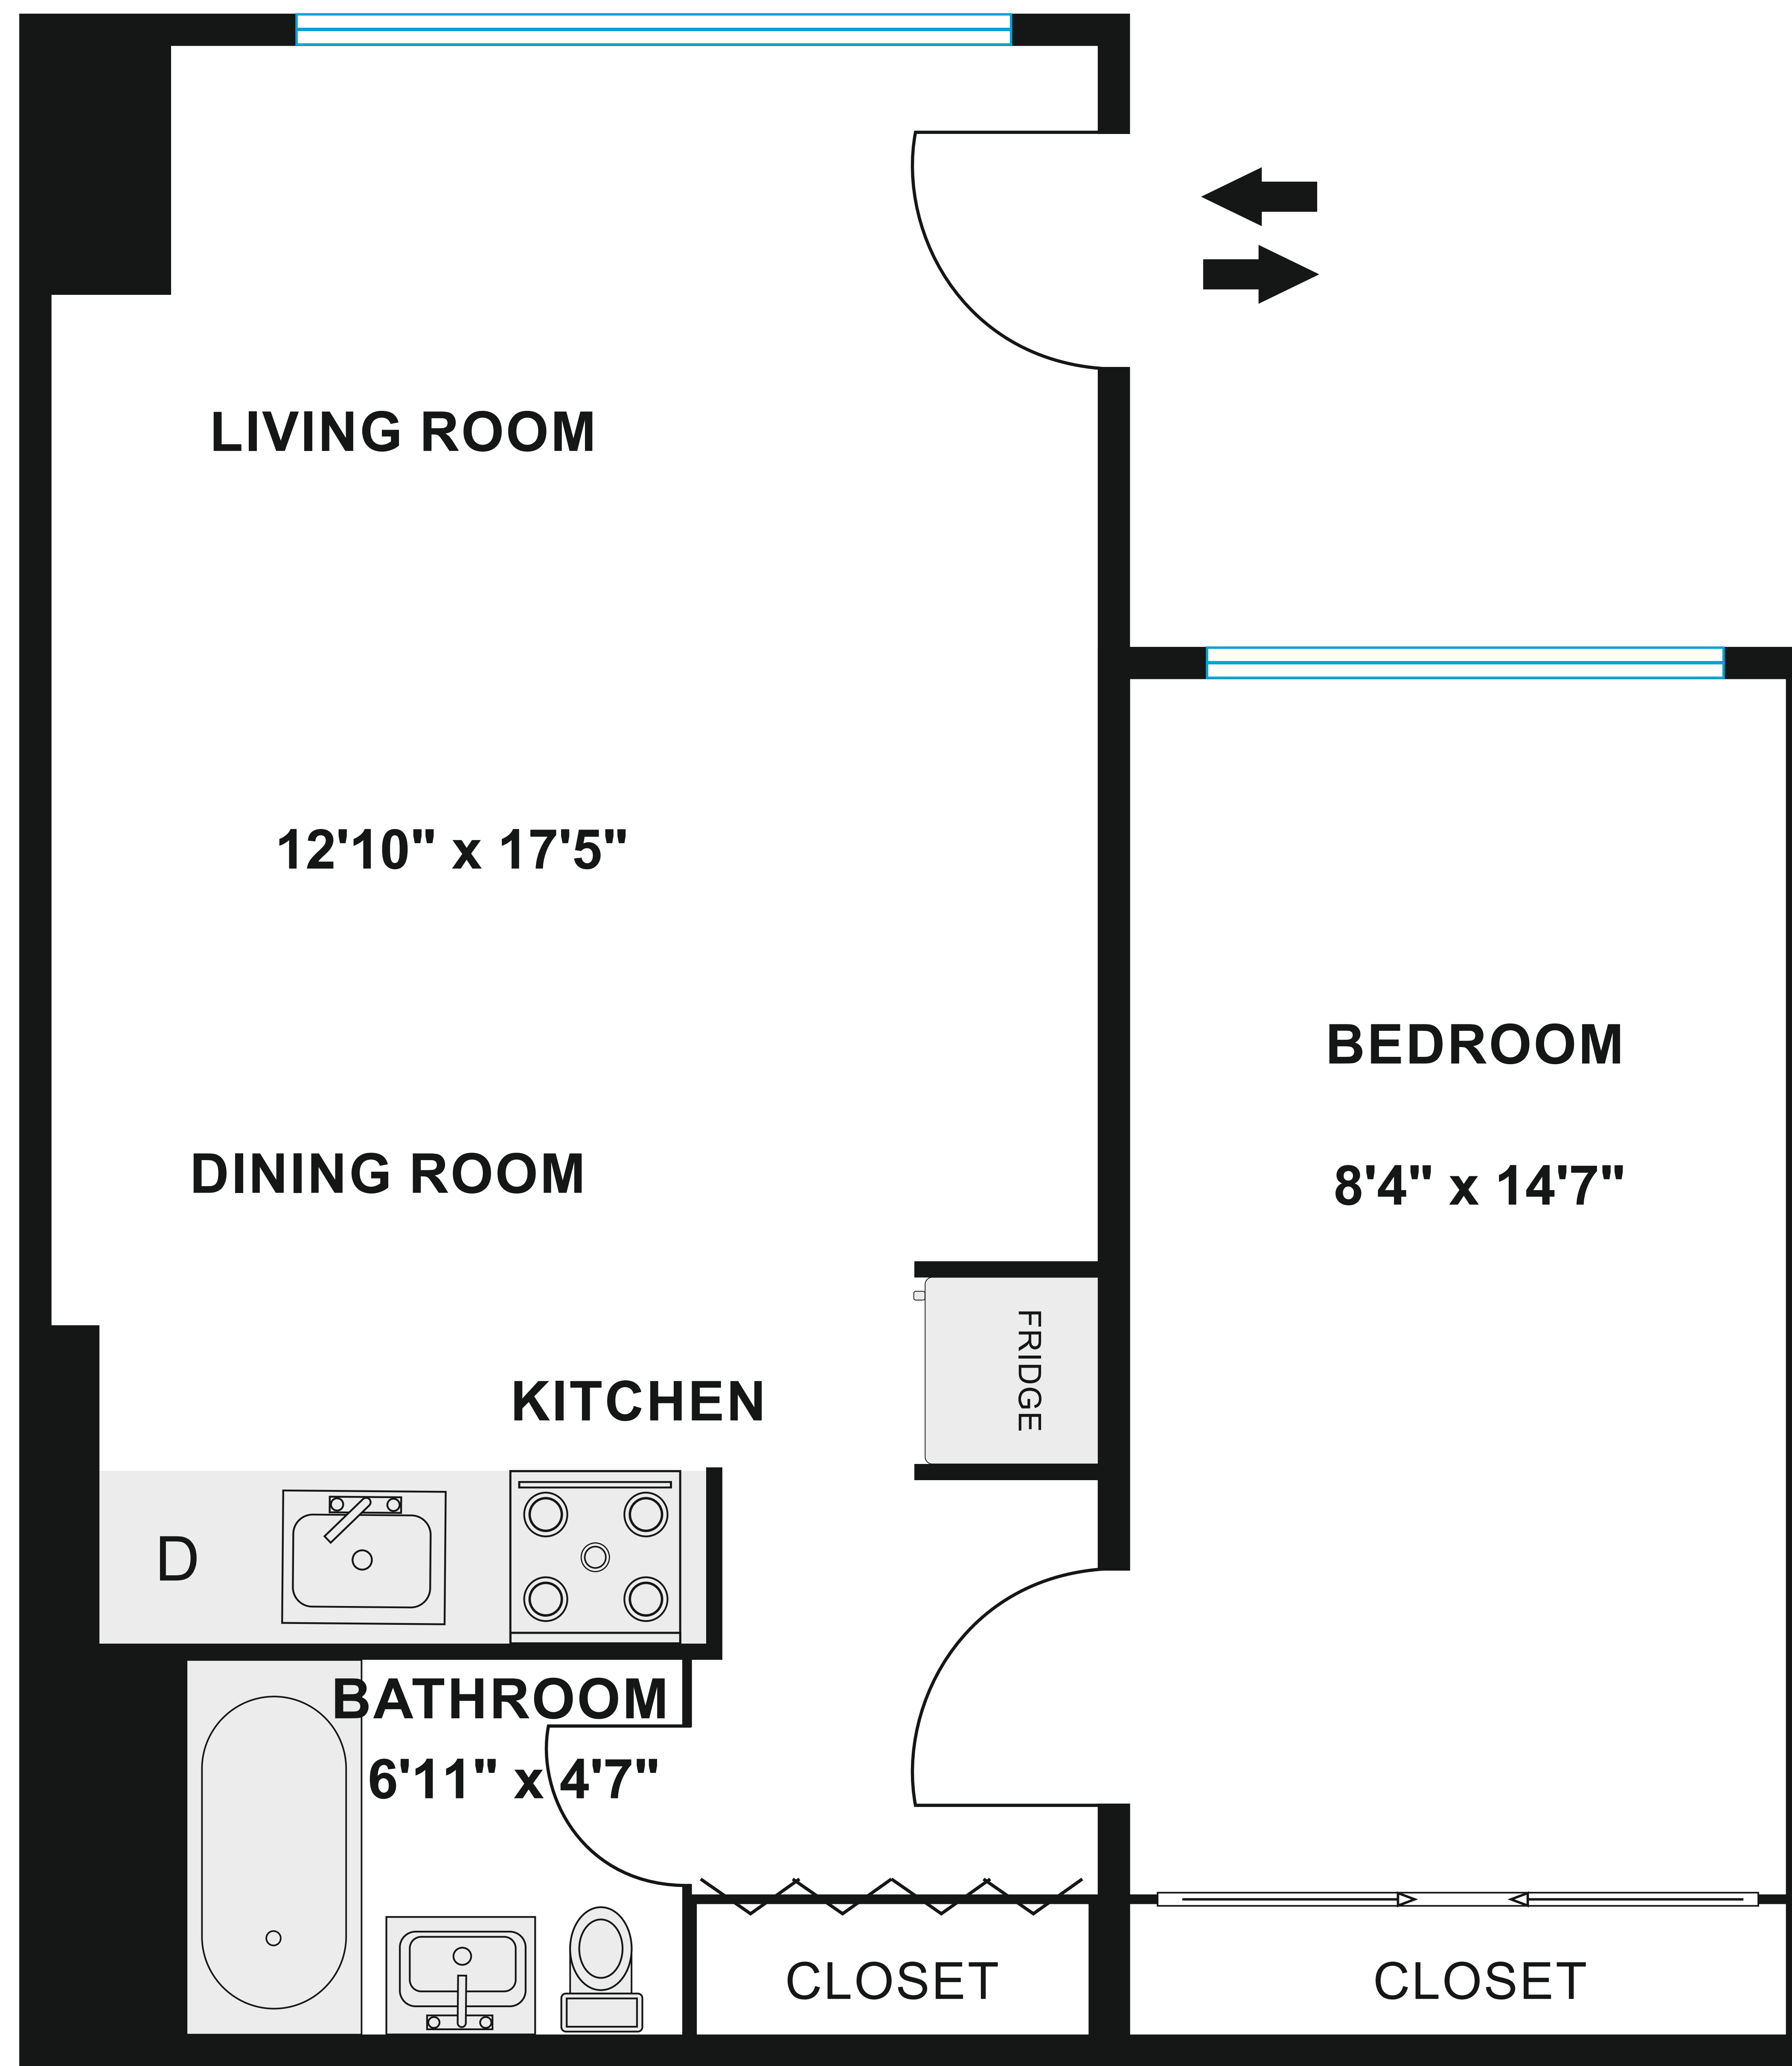 LIVING ROOM
12'10" x 17'5"
BEDROOM
DINING ROOM
8'4" x 14'7"
FRIDGE
KITCHEN
D
BATHROOM
6'11" x 4'7"
CLOSET
CLOSET